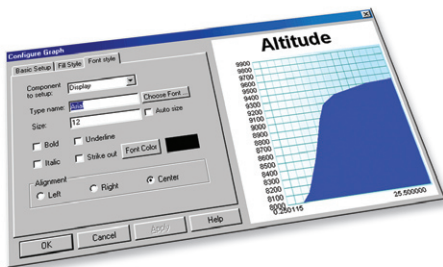 Configure Graph
Basic Setup
Fill Style
Font style
Component to setup:
Display
Type name:
Arial
Choose Font...
Size:
12
Auto size
Bold
Underline
Italic
Strike out
Font Color
Alignment
Left
Right
Center
OK
Cancel
Apply
Help
Altitude
9900
9800
9700
9600
9500
9400
9300
9200
9100
9000
8900
8800
8700
8600
8500
8400
8300
8200
8100
8000
0.250115
25.500000